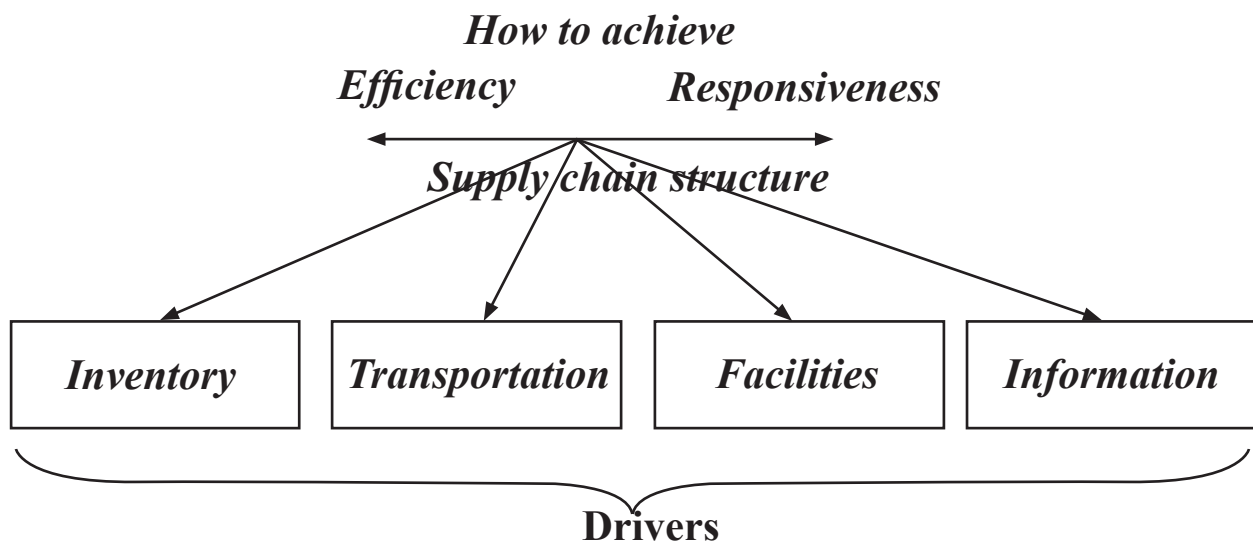 How to achieve
Efficiency Responsiveness
Supply chain structure
Inventory Transportation Facilities Information
Drivers